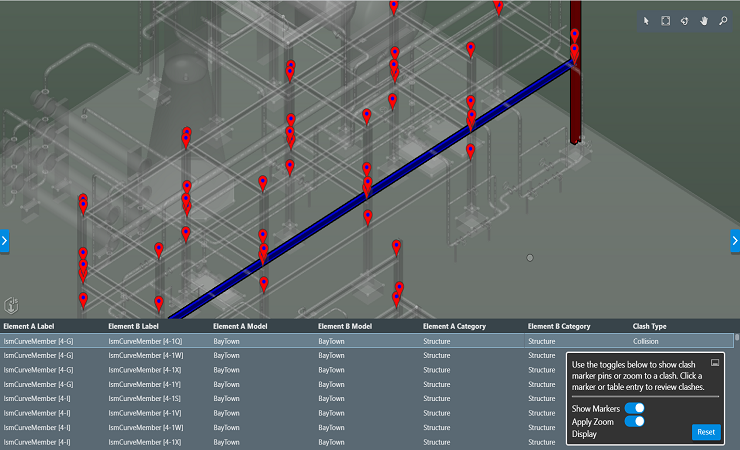 Element A Label Element B Label Element A Model Element B Model Element A Category Element B Category Clash Type
IsmCurveMember [4-G] IsmCurveMember [4-1Q] BayTown BayTown Structure Structure Collision
IsmCurveMember [4-G] IsmCurveMember [4-1W] BayTown BayTown Structure Structure
IsmCurveMember [4-G] IsmCurveMember [4-1X] BayTown BayTown Structure Structure
IsmCurveMember [4-G] IsmCurveMember [4-1Y] BayTown BayTown Structure Structure
IsmCurveMember [4-I] IsmCurveMember [4-1S] BayTown BayTown Structure Structure
IsmCurveMember [4-I] IsmCurveMember [4-1V] BayTown BayTown Structure Structure
IsmCurveMember [4-I] IsmCurveMember [4-1W] BayTown BayTown Structure Structure
IsmCurveMember [4-I] IsmCurveMember [4-1X] BayTown BayTown Structure Structure
Use the toggles below to show clash
marker pins or zoom to a clash. Click a
marker or table entry to review clashes.
Show Markers
Apply Zoom
Display
Reset